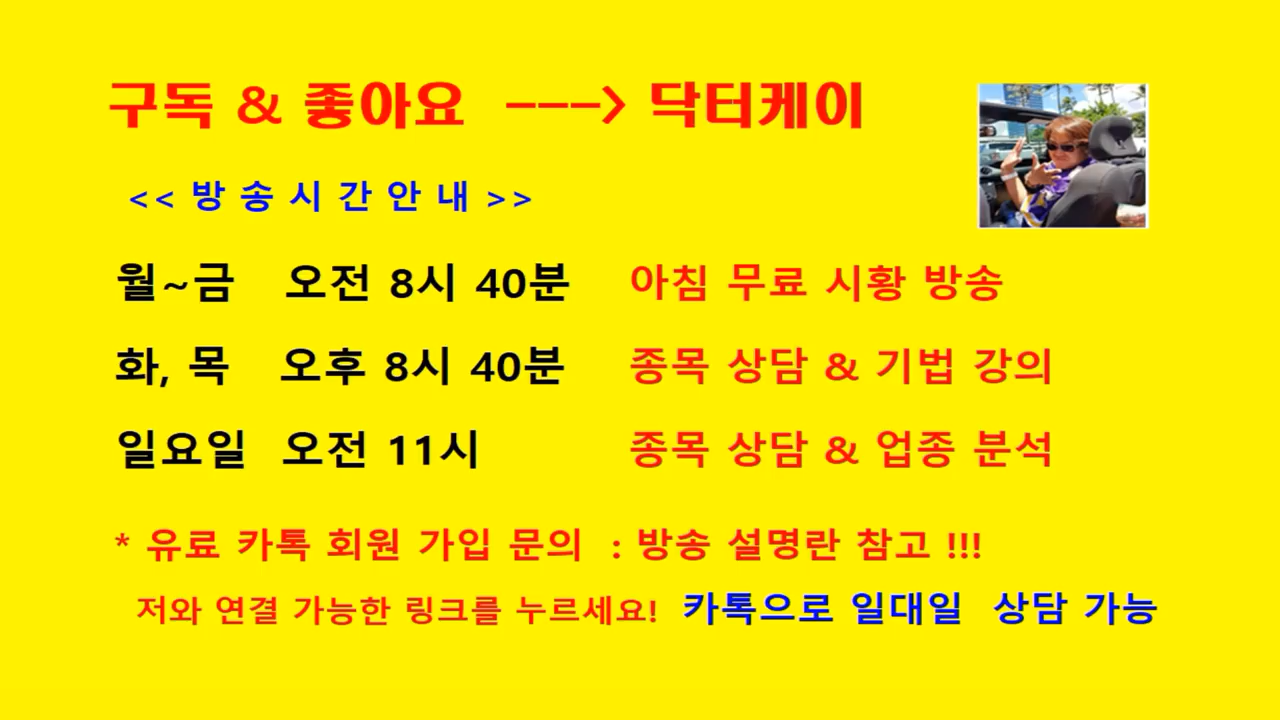 구독 & 좋아요 ---> 닥터케이
<< 방 송 시 간 안 내 >>
월~금 오전 8시 40분 아침 무료 시황 방송
화, 목 오후 8시 40분 종목 상담 & 기법 강의
일요일 오전 11시 종목 상담 & 업종 분석
* 유료 카톡 회원 가입 문의 : 방송 설명란 참고 !!!
저와 연결 가능한 링크를 누르세요! 카톡으로 일대일 상담 가능